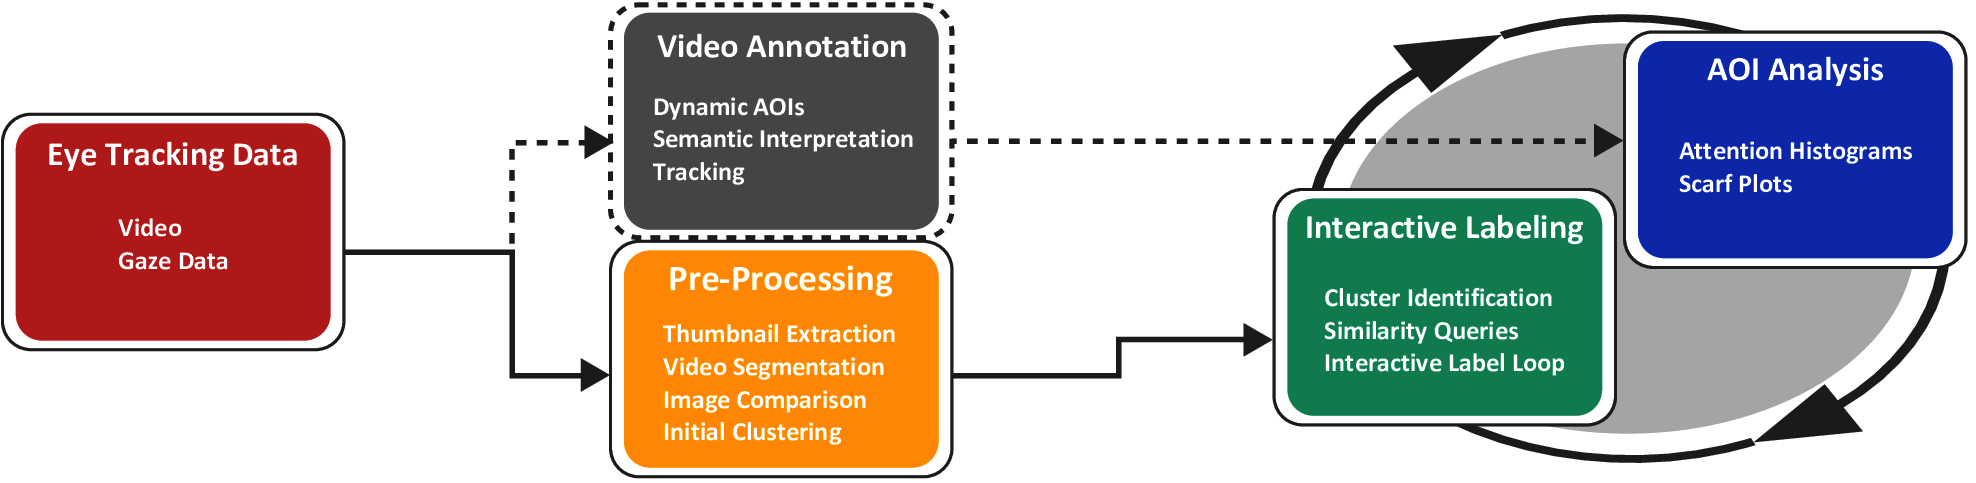 Eye Tracking Data
Video
Gaze Data
Video Annotation
Dynamic AOIs
Semantic Interpretation
Tracking
Pre-Processing
Thumbnail Extraction
Video Segmentation
Image Comparison
Initial Clustering
Interactive Labeling
Cluster Identification
Similarity Queries
Interactive Label Loop
AOI Analysis
Attention Histograms
Scarf Plots